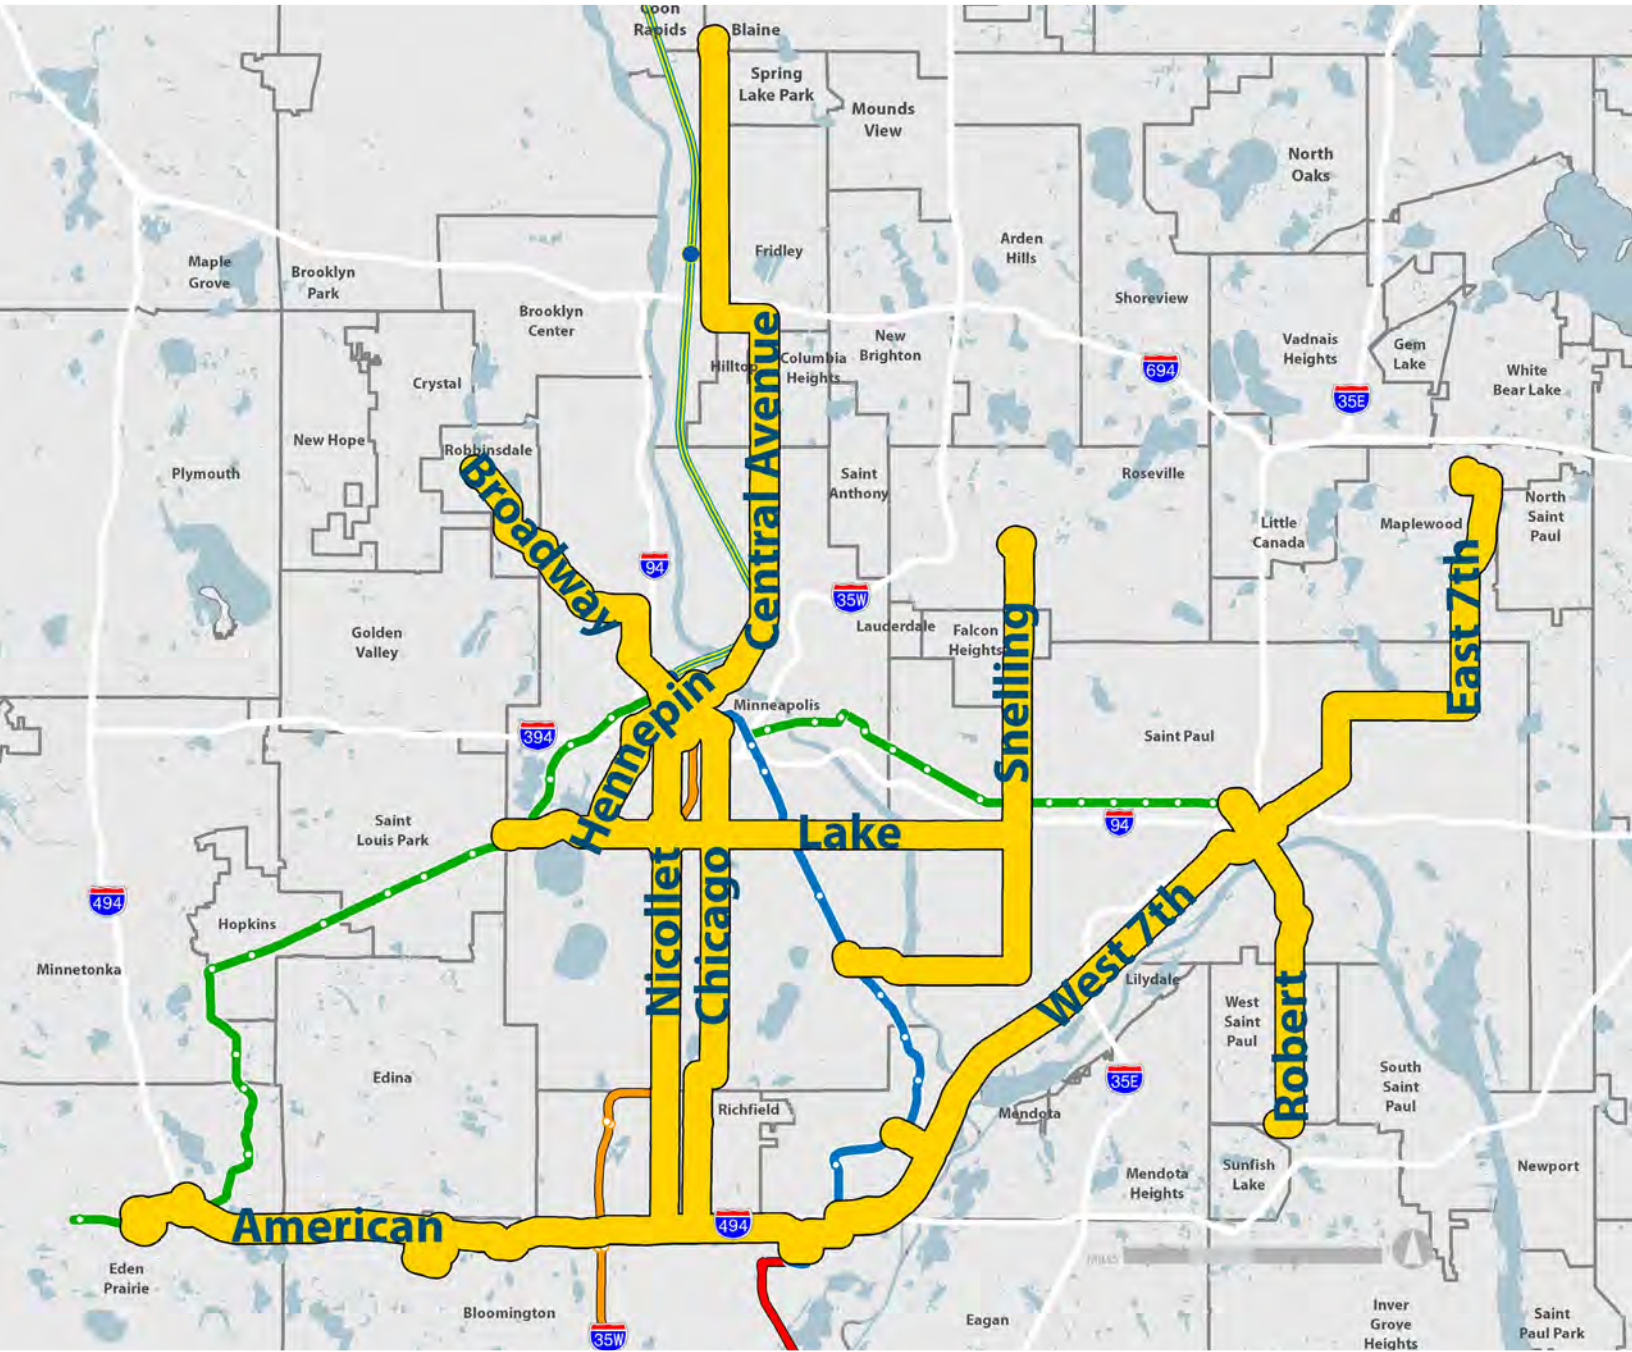 Coon
Rapids
Blaine
Spring
Lake Park
Mounds
View
North
Oaks
Maple
Grove
Brooklyn
Park
Fridley
Arden
Hills
Shoreview
Brooklyn
Center
Hilltop
Columbia
Heights
New
Brighton
694
Vadnais
Heights
Gem
Lake
35E
White
Bear Lake
Crystal
New Hope
Robbinsdale
Plymouth
Broadway
Central Avenue
Saint
Anthony
Roseville
Little
Canada
Maplewood
North
Saint
Paul
94
35W
Lauderdale
Falcon
Heights
Snelling
East 7th
Golden
Valley
Minneapolis
394
Hennepin
Saint Paul
Saint
Louis Park
Lake
94
494
Hopkins
Minnetonka
Nicollet
Chicago
West 7th
Lilydale
West
Saint
Paul
Robert
Edina
Richfield
Mendota
35E
South
Saint
Paul
Mendota
Heights
Sunfish
Lake
Newport
American
494
Eden
Prairie
Bloomington
35W
Eagan
Inver
Grove
Heights
Saint
Paul Park